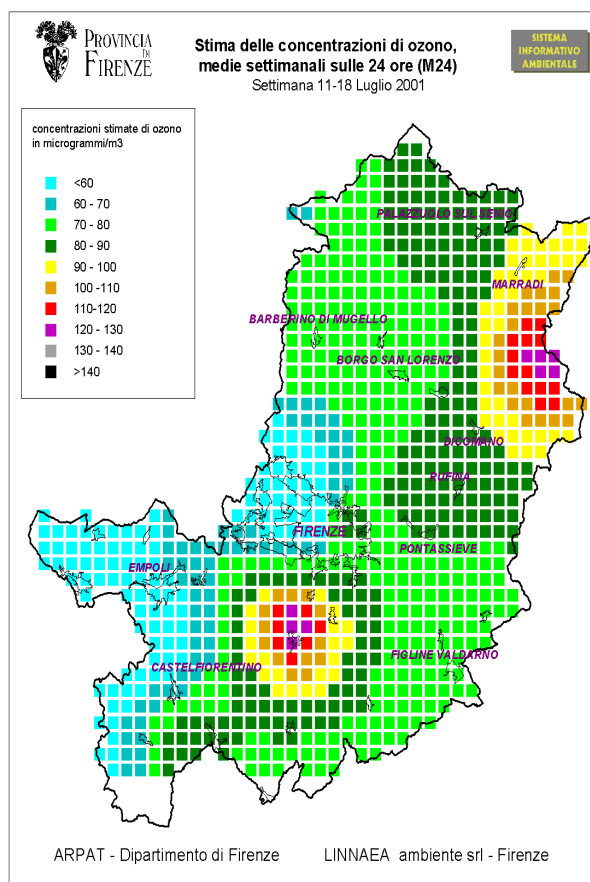 PROVINCIA
DI
FIRENZE
Stima delle concentrazioni di ozono,
medie settimanali sulle 24 ore (M24)
Settimana 11-18 Luglio 2001
SISTEMA
INFORMATIVO
AMBIENTALE
concentrazioni stimate di ozono
in microgrammi/m3
<60
60 - 70
70 - 80
80 - 90
90 - 100
100 -110
110-120
120 - 130
130 - 140
>140
PALAZZUOLO SUL SENIO
MARRADI
BARBERINO DI MUGELLO
BORGO SAN LORENZO
DICOMANO
RUFINA
FIRENZE
PONTASSIEVE
EMPOLI
FIGLINE VALDARNO
CASTELFIORENTINO
ARPAT - Dipartimento di Firenze
LINNAEA ambiente srl - Firenze